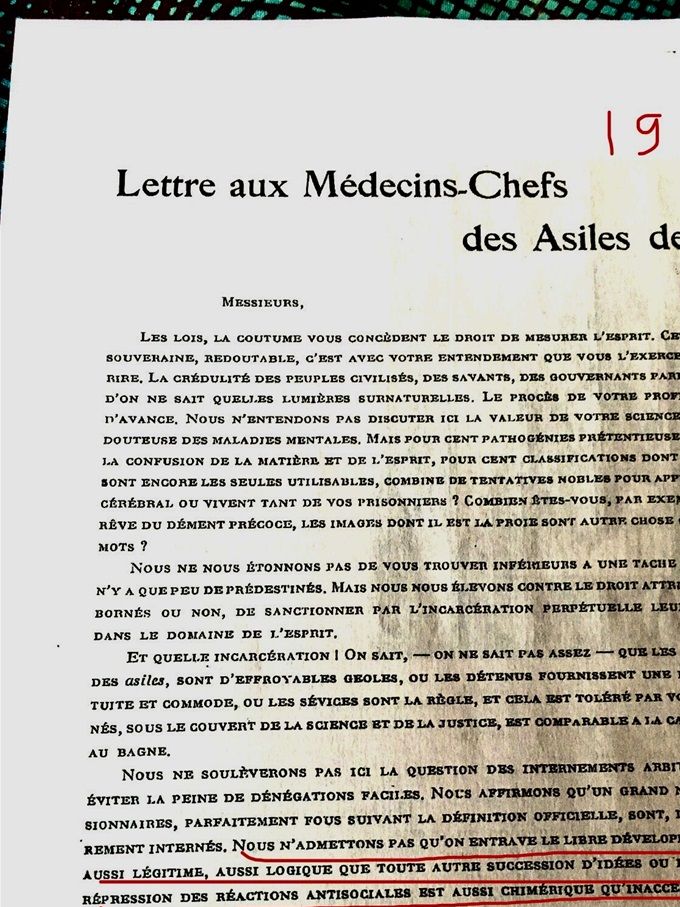 19
Lettre aux Médecins-Chefs
des Asiles de
MESSIEURS,
LES LOIS, LA COUTUME VOUS CONCÈDENT LE DROIT DE MESURER L'ESPRIT. CE
SOUVERAINE, REDOUTABLE, C'EST AVEC VOTRE ENTENDEMENT QUE VOUS L'EXERCE
RIRE. LA CRÉDULITÉ DES PEUPLES CIVILISÉS, DES SAVANTS, DES GOUVERNANTS PAR
D'ON NE SAIT QUELLES LUMIÈRES SURNATURELLES. LE PROCÈS DE VOTRE PROF
D'AVANCE. NOUS N'ENTENDONS PAS DISCUTER ICI LA VALEUR DE VOTRE SCIENCE
DOUTEUSE DES MALADIES MENTALES. MAIS POUR CENT PATHOGÉNIES PRÉTENTIEUSE
LA CONFUSION DE LA MATIÈRE ET DE L'ESPRIT, POUR CENT CLASSIFICATIONS DONT
SONT ENCORE LES SEULES UTILISABLES, COMBINE DE TENTATIVES NOBLES POUR APP
CÉRÉBRAL OU VIVENT TANT DE VOS PRISONNIERS ? COMBIEN ÊTES-VOUS, PAR EXE
RÊVE DU DÉMENT PRÉCOCE, LES IMAGES DONT IL EST LA PROIE SONT AUTRE CHOSE
MOTS ?
NOUS NE NOUS ÉTONNONS PAS DE VOUS TROUVER INFÉRIEURS A UNE TACHE
N'Y A QUE PEU DE PRÉDESTINÉS. MAIS NOUS NOUS ÉLEVONS CONTRE LE DROIT ATTR
BORNÉS OU NON, DE SANCTIONNER PAR L'INCARCÉRATION PERPÉTUELLE LEU
DANS LE DOMAINE DE L'ESPRIT.
ET QUELLE INCARCÉRATION ! ON SAIT, — ON NE SAIT PAS ASSEZ — QUE LES
DES asiles, SONT D'EFFROYABLES GEOLES, OU LES DÉTENUS FOURNISSENT UNE
TUITE ET COMMODE, OU LES SÉVICES SONT LA RÈGLE, ET CELA EST TOLÉRÉ PAR VO
NÉS, SOUS LE COUVERT DE LA SCIENCE ET DE LA JUSTICE, EST COMPARABLE A LA CA
AU BAGNE.
NOUS NE SOULÈVERONS PAS ICI LA QUESTION DES INTERNEMENTS ARBIT
ÉVITER LA PEINE DE DÉNÉGATIONS FACILES. NOUS AFFIRMONS QU'UN GRAND
SIONNAIRES, PARFAITEMENT FOUS SUIVANT LA DÉFINITION OFFICIELLE, SONT,
REMENT INTERNÉS. NOUS N'ADMETTONS PAS QU'ON ENTRAVE LE LIBRE DÉVELOP
AUSSI LÉGITIME, AUSSI LOGIQUE QUE TOUTE AUTRE SUCCESSION D'IDÉES OU
RÉPRESSION DES RÉACTIONS ANTISOCIALES EST AUSSI CHIMÉRIQUE QU'INACCE